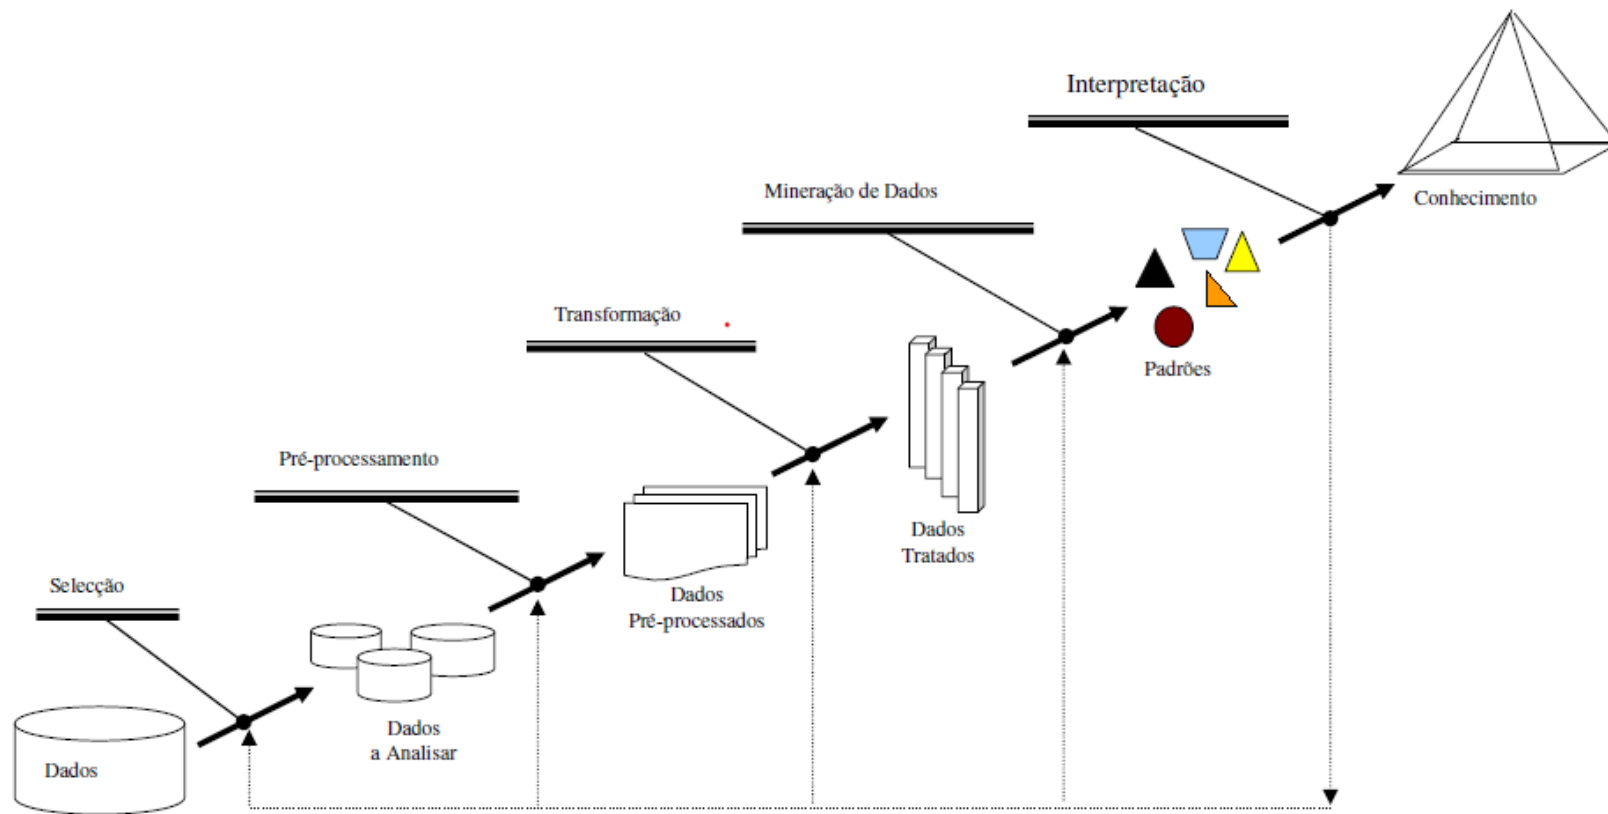 Interpretação
Conhecimento
Mineração de Dados
Padrões
Transformação
Dados
Tratados
Pré-processamento
Dados
Pré-processados
Selecção
Dados
a Analisar
Dados